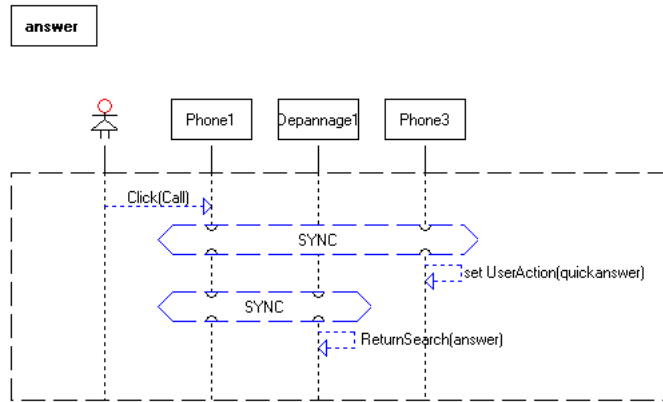 answer
Phone1
Depannage1
Phone3
Click(Call)
SYNC
set UserAction(quickanswer)
SYNC
ReturnSearch(answer)